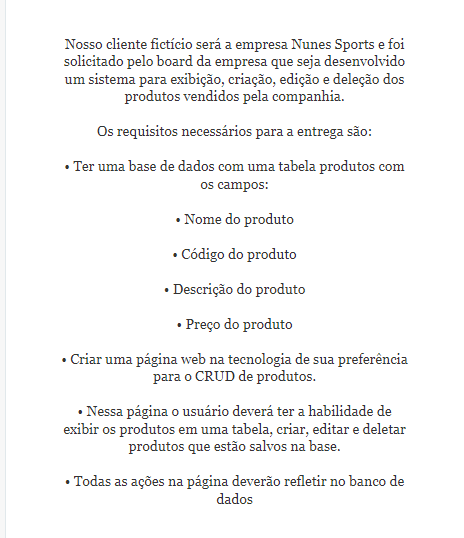 Nosso cliente fictício será a empresa Nunes Sports e foi
solicitado pelo board da empresa que seja desenvolvido
um sistema para exibição, criação, edição e deleção dos
produtos vendidos pela companhia.
Os requisitos necessários para a entrega são:
• Ter uma base de dados com uma tabela produtos com
os campos:
• Nome do produto
• Código do produto
• Descrição do produto
• Preço do produto
• Criar uma página web na tecnologia de sua preferência
para o CRUD de produtos.
• Nessa página o usuário deverá ter a habilidade de
exibir os produtos em uma tabela, criar, editar e deletar
produtos que estão salvos na base.
• Todas as ações na página deverão refletir no banco de
dados